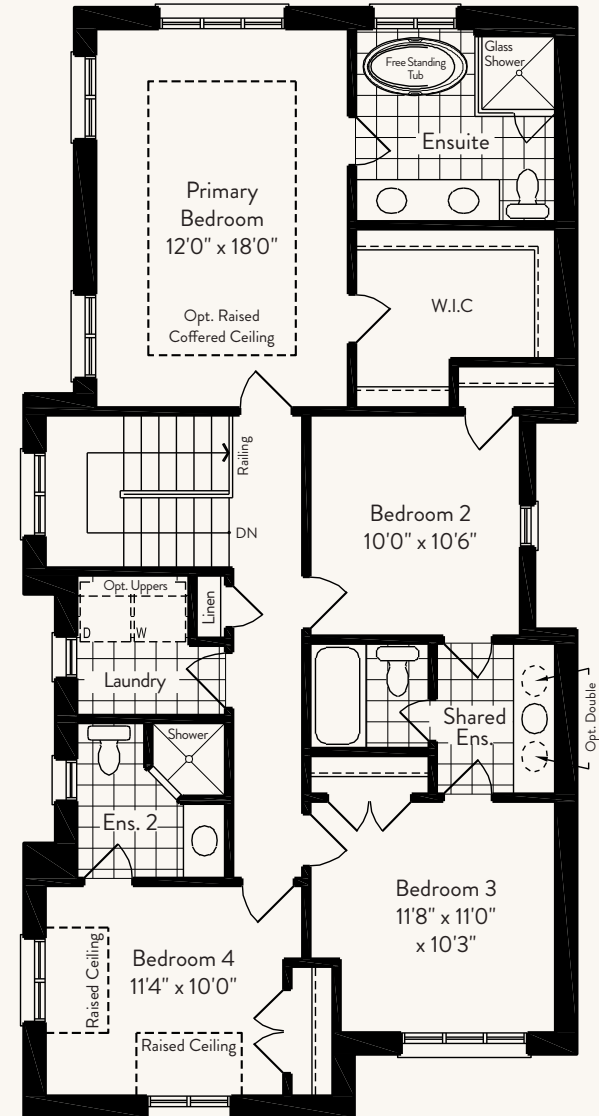 Free Standing
Tub
Glass
Shower
Ensuite
Primary
Bedroom
12'0" x 18'0"
Opt. Raised
Coffered Ceiling
W.I.C
Railing
DN
Bedroom 2
10'0" x 10'6"
Opt. Uppers
D
W
Linen
Laundry
Shared
Ens.
Opt. Double
Shower
Ens. 2
Bedroom 3
11'8" x 11'0"
x 10'3"
Raised Ceiling
Bedroom 4
11'4" x 10'0"
Raised Ceiling